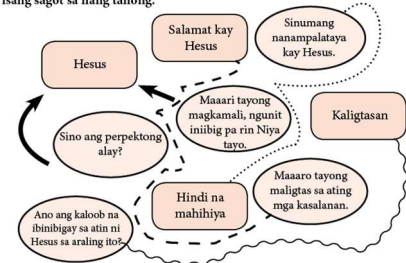 isang sagot sa ilang tanong.
Salamat kay
Hesus
Sinumang
nanampalataya
kay Hesus.
Hesus
Maaari tayong
magkamali, ngunit
iniibig pa rin Niya
tayo.
Kaligtasan
Sino ang perpektong
alay?
Hindi na
mahihiya
Maaaro tayong
maligtas sa ating
mga kasalanan.
Ano ang kaloob na
ibinibigay sa atin ni
Hesus sa araling ito?